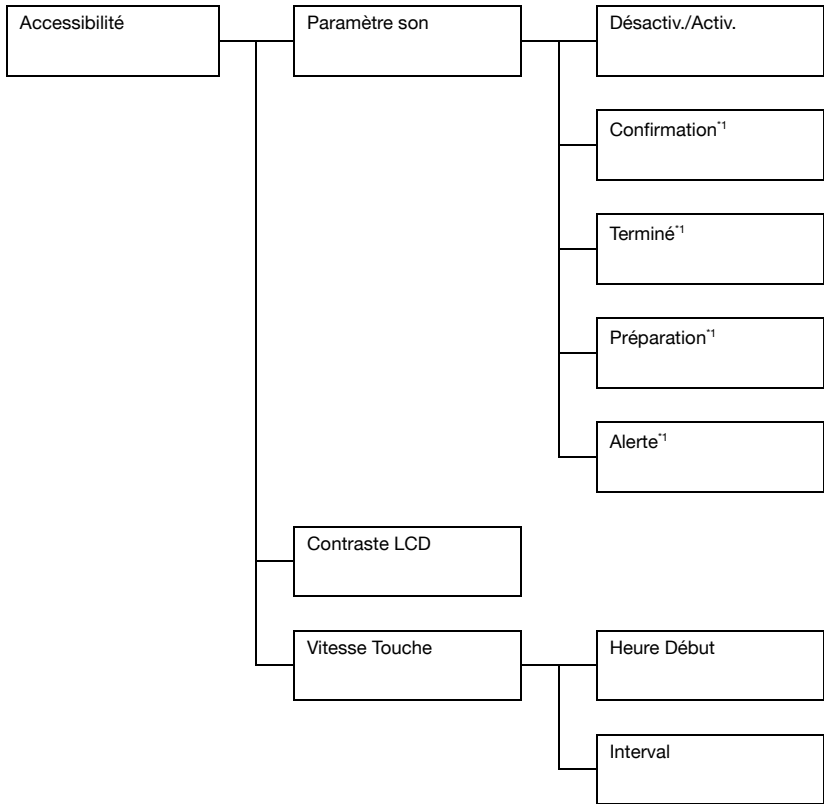 Accessibilité
Paramètre son
Désactiv./Activ.
Confirmation*1
Terminé*1
Préparation*1
Alerte*1
Contraste LCD
Vitesse Touche
Heure Début
Interval